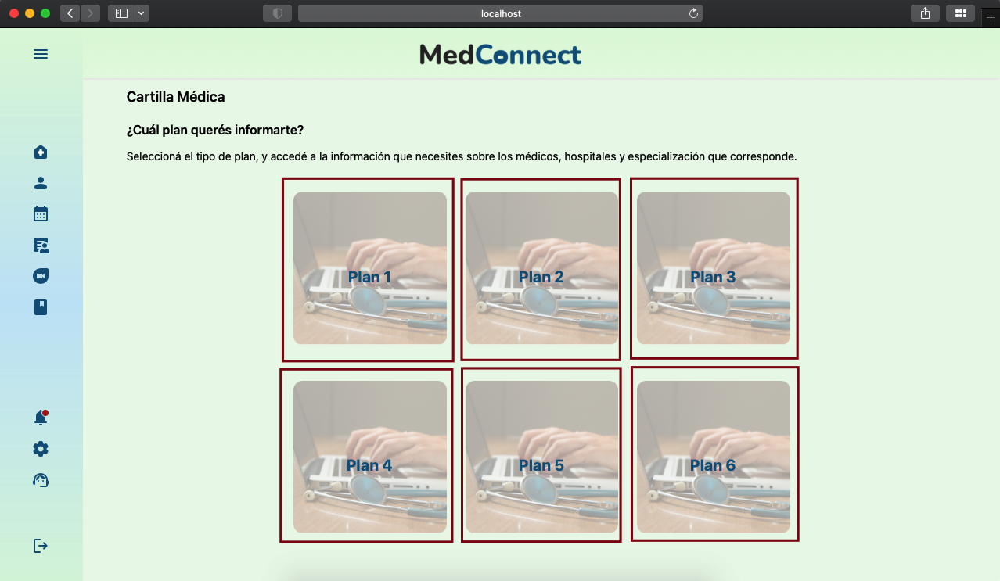 localhost
MedConnect
Cartilla Médica
¿Cuál plan querés informarte?
Seleccioná el tipo de plan, y accedé a la información que necesites sobre los médicos, hospitales y especialización que corresponde.
Plan 1
Plan 2
Plan 3
Plan 4
Plan 5
Plan 6